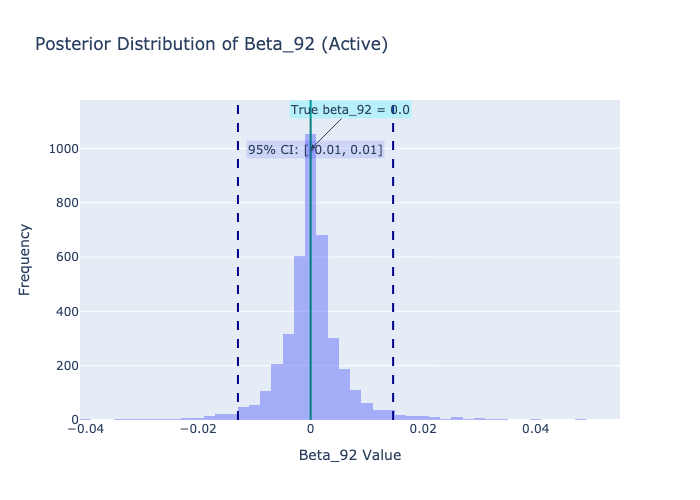 Posterior Distribution of Beta_92 (Active)
True beta_92 = 0.0
95% CI: [-0.01, 0.01]
1000
800
600
400
200
0
Frequency
−0.04
−0.02
0
0.02
0.04
Beta_92 Value